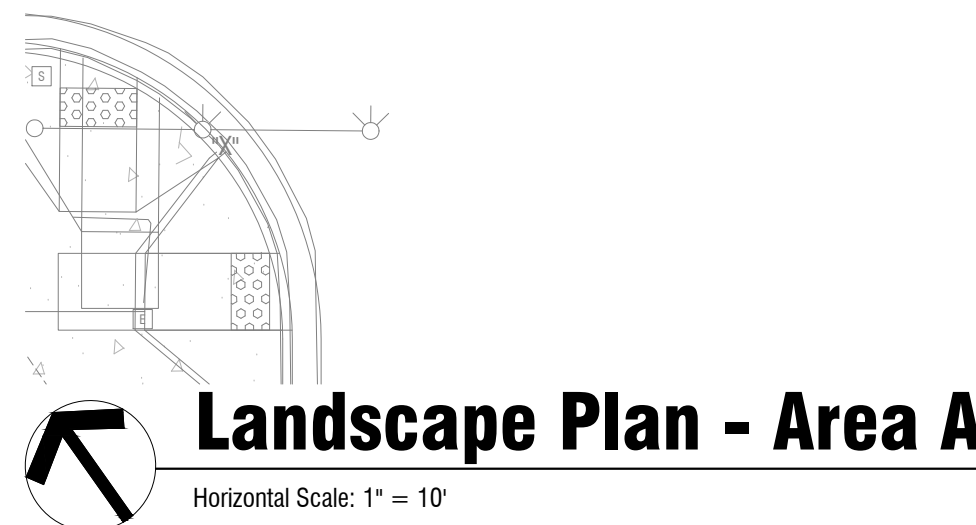 S
"X"
E
Landscape Plan - Area A
Horizontal Scale: 1" = 10'